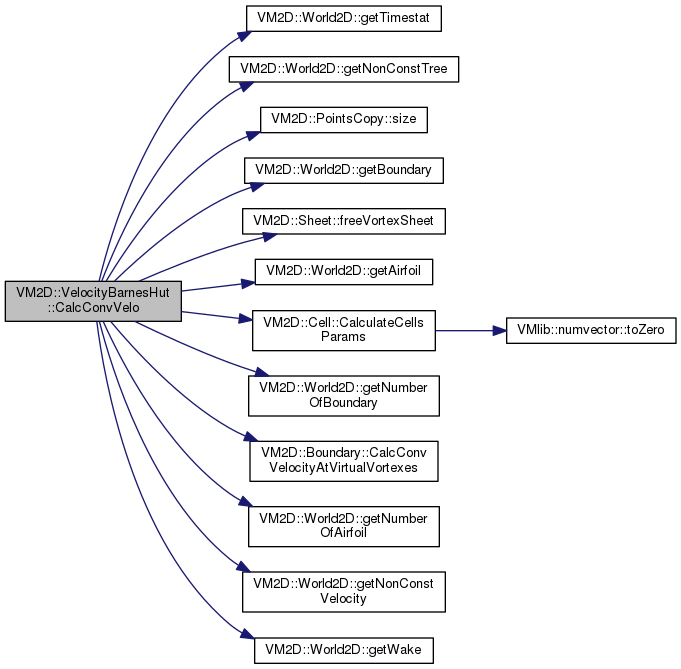 VM2D::World2D::getTimestat
VM2D::World2D::getNonConstTree
VM2D::PointsCopy::size
VM2D::World2D::getBoundary
VM2D::Sheet::freeVortexSheet
VM2D::World2D::getAirfoil
VM2D::VelocityBarnesHut
::CalcConvVelo
VM2D::Cell::CalculateCells
Params
VMlib::numvector::toZero
VM2D::World2D::getNumber
OfBoundary
VM2D::Boundary::CalcConv
VelocityAtVirtualVortexes
VM2D::World2D::getNumber
OfAirfoil
VM2D::World2D::getNonConst
Velocity
VM2D::World2D::getWake